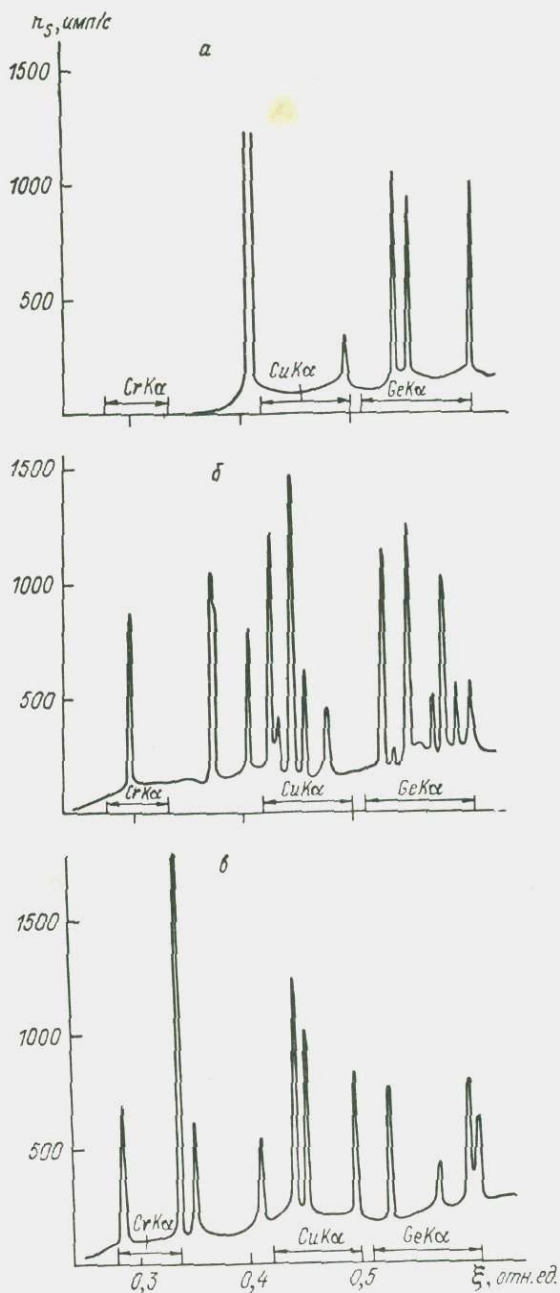 n_s, имп/с
а
1500
1000
500
CrKα
CuKα
GeKα
б
1500
1000
500
CrKα
CuKα
GeKα
в
1500
1000
500
CrKα
CuKα
GeKα
0,3 0,4 0,5 ξ, отн.ед.